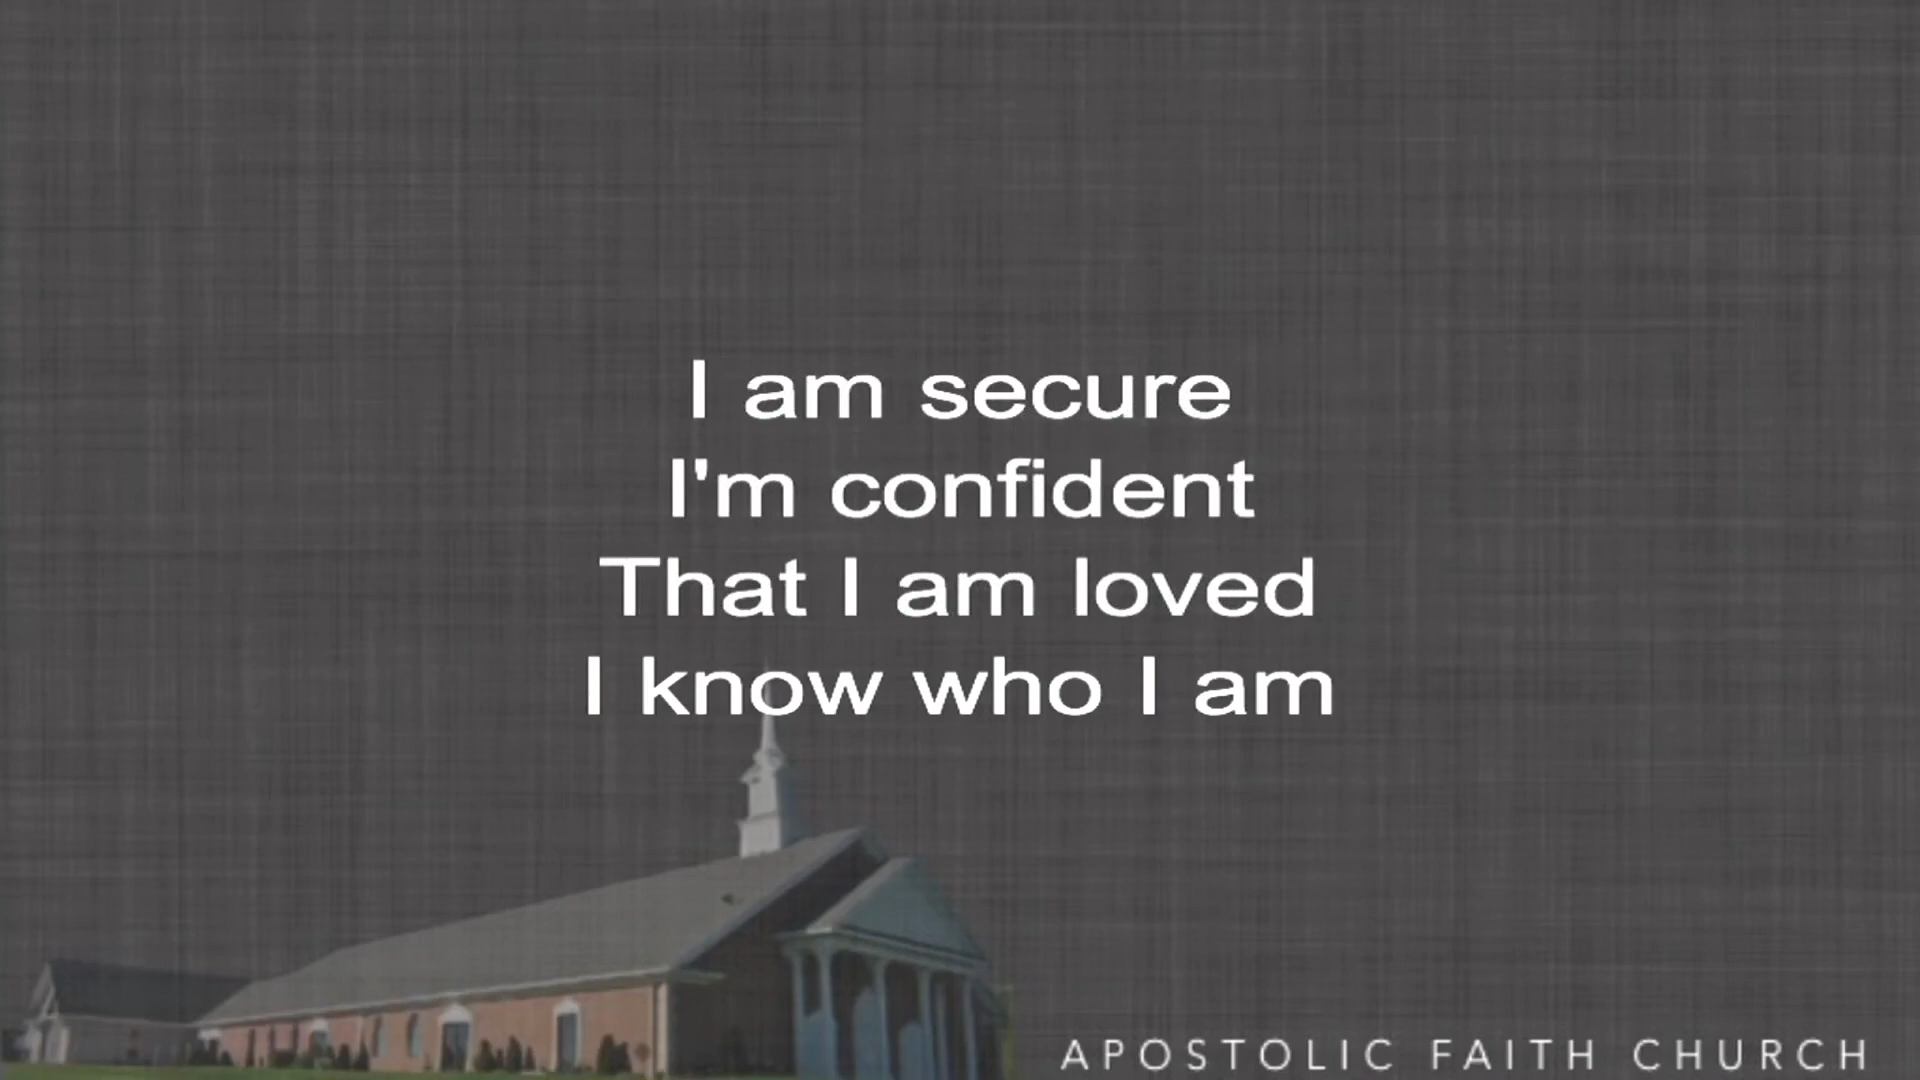 I am secure
I'm confident
That I am loved
I know who I am
APOSTOLIC FAITH CHURCH